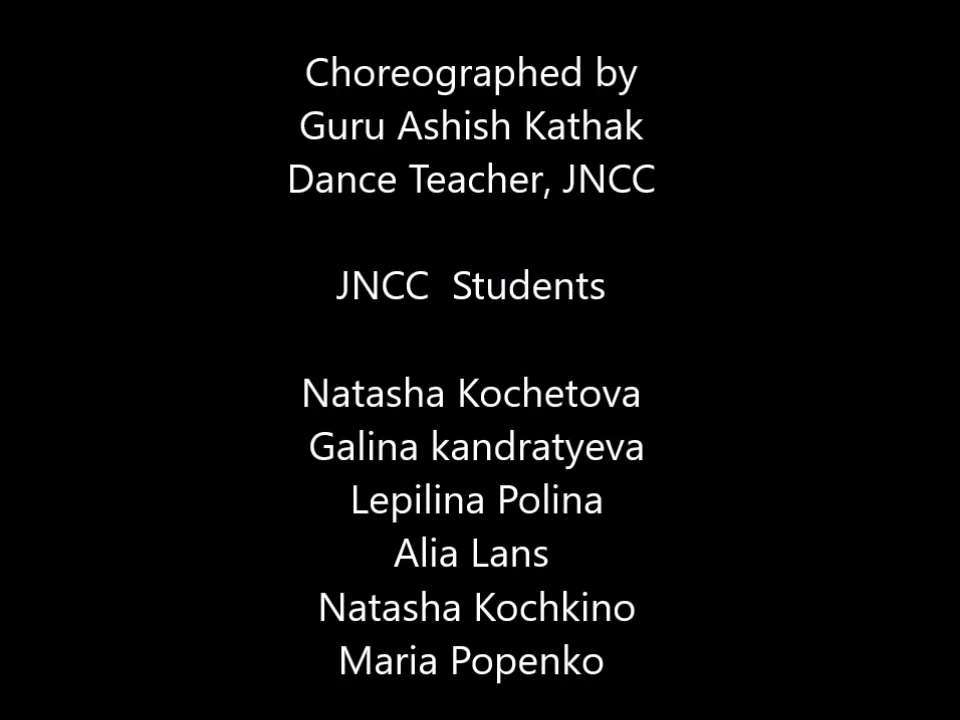 Choreographed by
Guru Ashish Kathak
Dance Teacher, JNCC
JNCC Students
Natasha Kochetova
Galina kandratyeva
Lepilina Polina
Alia Lans
Natasha Kochkino
Maria Popenko